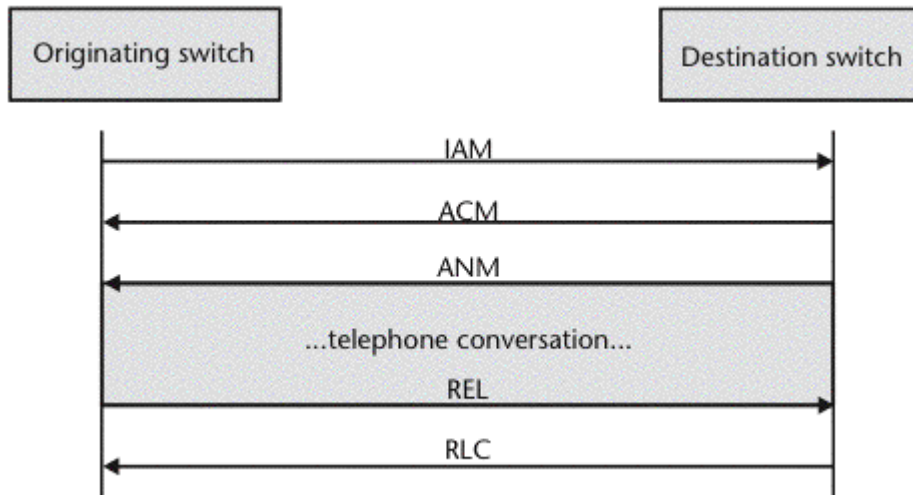 Originating switch
Destination switch
IAM
ACM
ANM
...telephone conversation...
REL
RLC